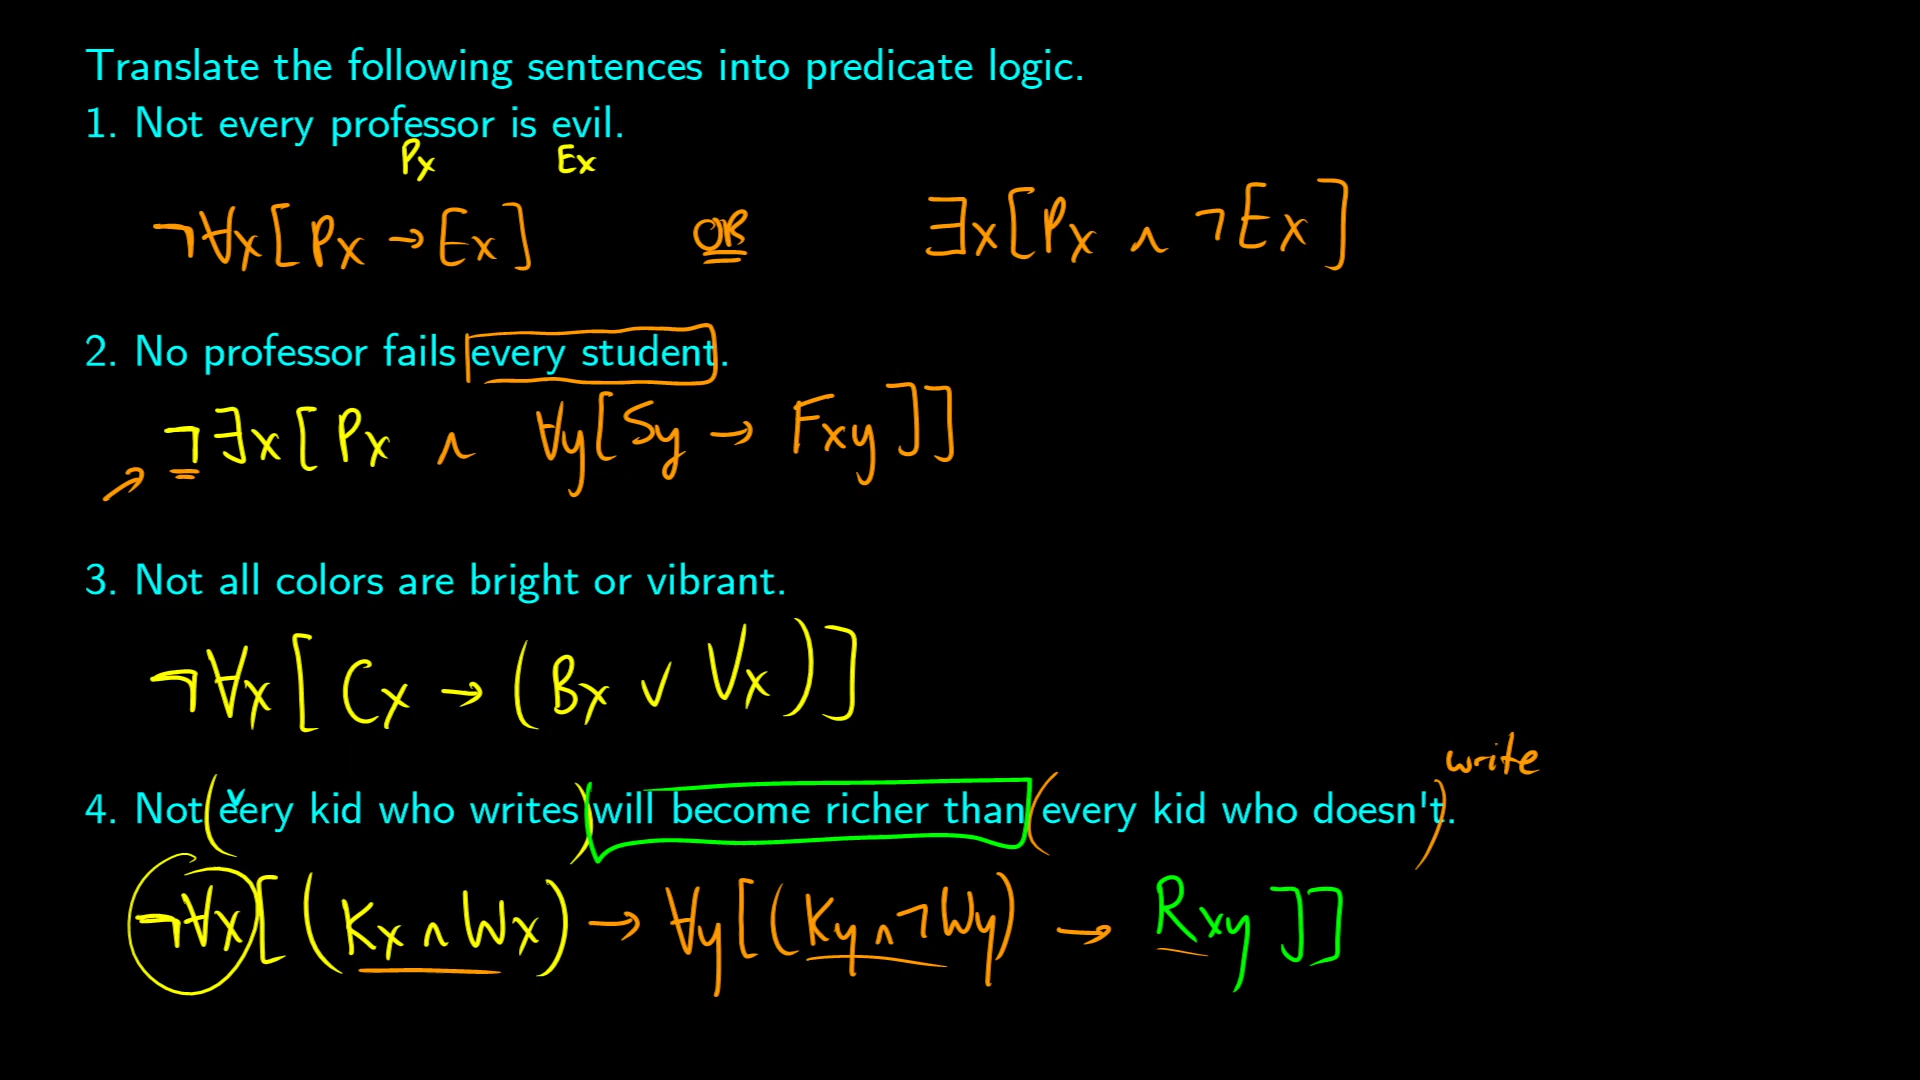 Translate the following sentences into predicate logic.
1. Not every professor is evil.
Px Ex
¬∀x[Px → Ex] OR ∃x[Px ∧ ¬Ex]
2. No professor fails every student.
¬∃x[Px ∧ ∀y[Sy → Fxy]]
3. Not all colors are bright or vibrant.
¬∀x[Cx → (Bx ∨ Vx)]
write
4. Not (every kid who writes) will become richer than (every kid who doesn't).
¬∀x[(Kx ∧ Wx) → ∀y[(Ky ∧ ¬Wy) → Rxy]]